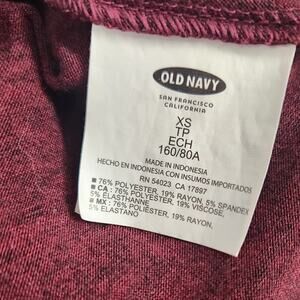 OLD NAVY
SAN FRANCISCO
CALIFORNIA
XS
TP
ECH
160/80A
MADE IN INDONESIA
HECHO EN INDONESIA CON INSUMOS IMPORTADOS
RN 54023 CA 17897
■ 76% POLYESTER, 19% RAYON, 5% SPANDEX
■ CA: 76% POLYESTER, 19% VISCOSE,
5% ÉLASTHANNE
■ MX: 76% POLIESTER, 19% RAYON,
5% ELASTANO